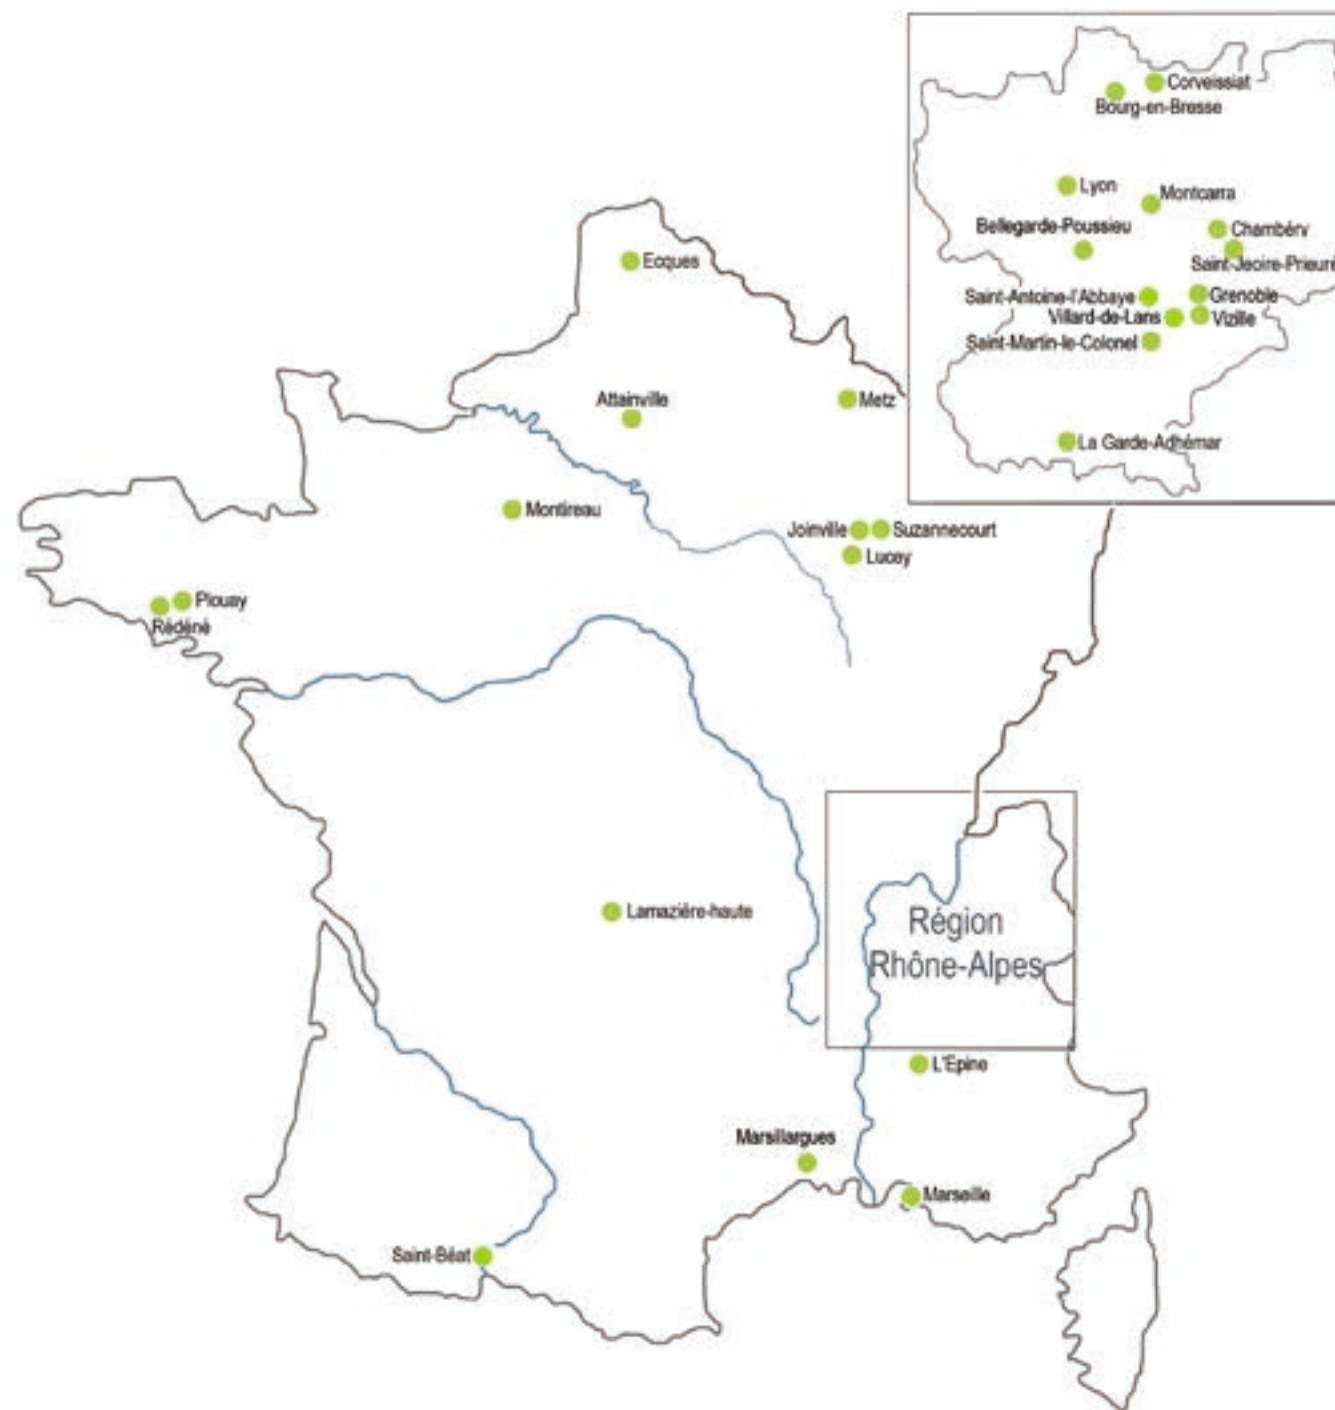 Corveissiat
Bourg-en-Bresse
Lyon
Montcarra
Bellegarde-Poussieu
Chambéry
Saint-Jeoire-Prieuré
Saint-Antoine-l'Abbaye
Grenoble
Villard-de-Lans
Vizille
Saint-Martin-le-Colonel
La Garde-Adhémar
Ecques
Attainville
Metz
Montireau
Joinville
Suzannecourt
Lucey
Plouay
Rédéné
Lamazière-haute
Région
Rhône-Alpes
L'Epine
Marsillargues
Marseille
Saint-Béat